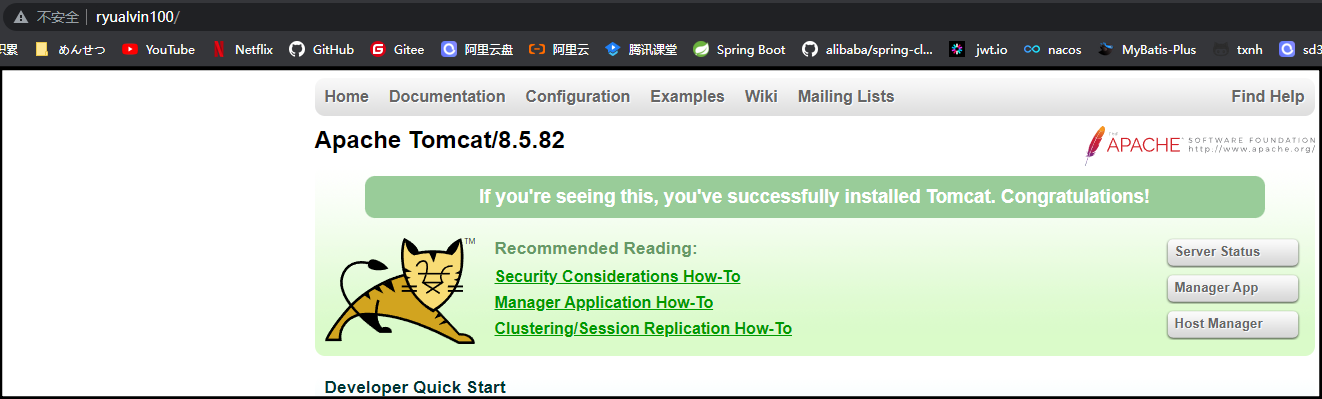 不安全 ryualvin100/
识累 めんせつ YouTube Netflix GitHub Gitee 阿里云盘 阿里云 腾讯课堂 Spring Boot alibaba/spring-cl... jwt.io nacos MyBatis-Plus txnh sd3
Home Documentation Configuration Examples Wiki Mailing Lists Find Help
Apache Tomcat/8.5.82
THE APACHE SOFTWARE FOUNDATION
http://www.apache.org/
If you're seeing this, you've successfully installed Tomcat. Congratulations!
TM
Recommended Reading:
Security Considerations How-To
Manager Application How-To
Clustering/Session Replication How-To
Server Status
Manager App
Host Manager
Developer Quick Start